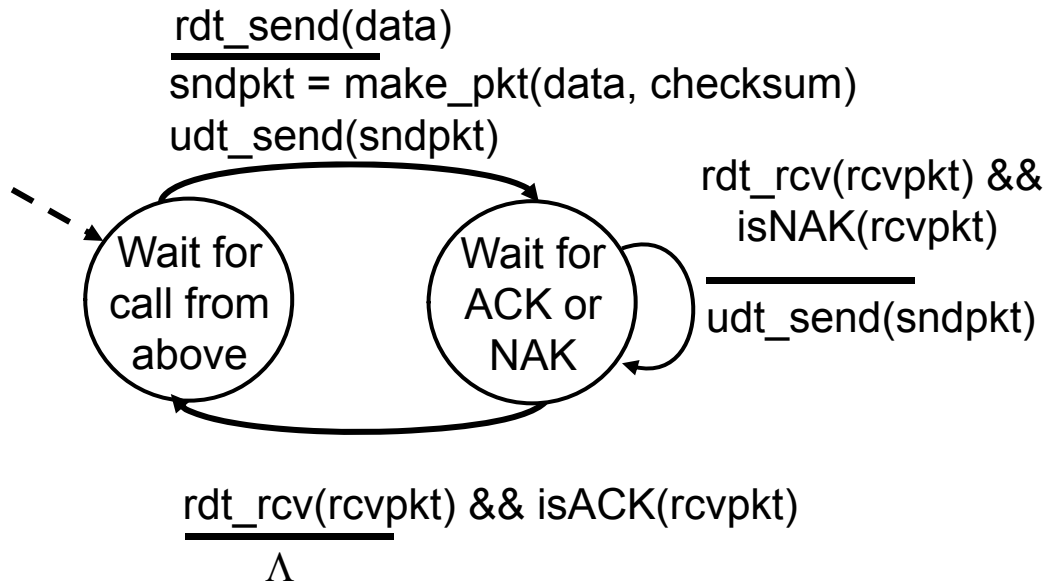 rdt_send(data)
sndpkt = make_pkt(data, checksum)
udt_send(sndpkt)
rdt_rcv(rcvpkt) &&
isNAK(rcvpkt)
udt_send(sndpkt)
Wait for
call from
above
Wait for
ACK or
NAK
rdt_rcv(rcvpkt) && isACK(rcvpkt)
Λ